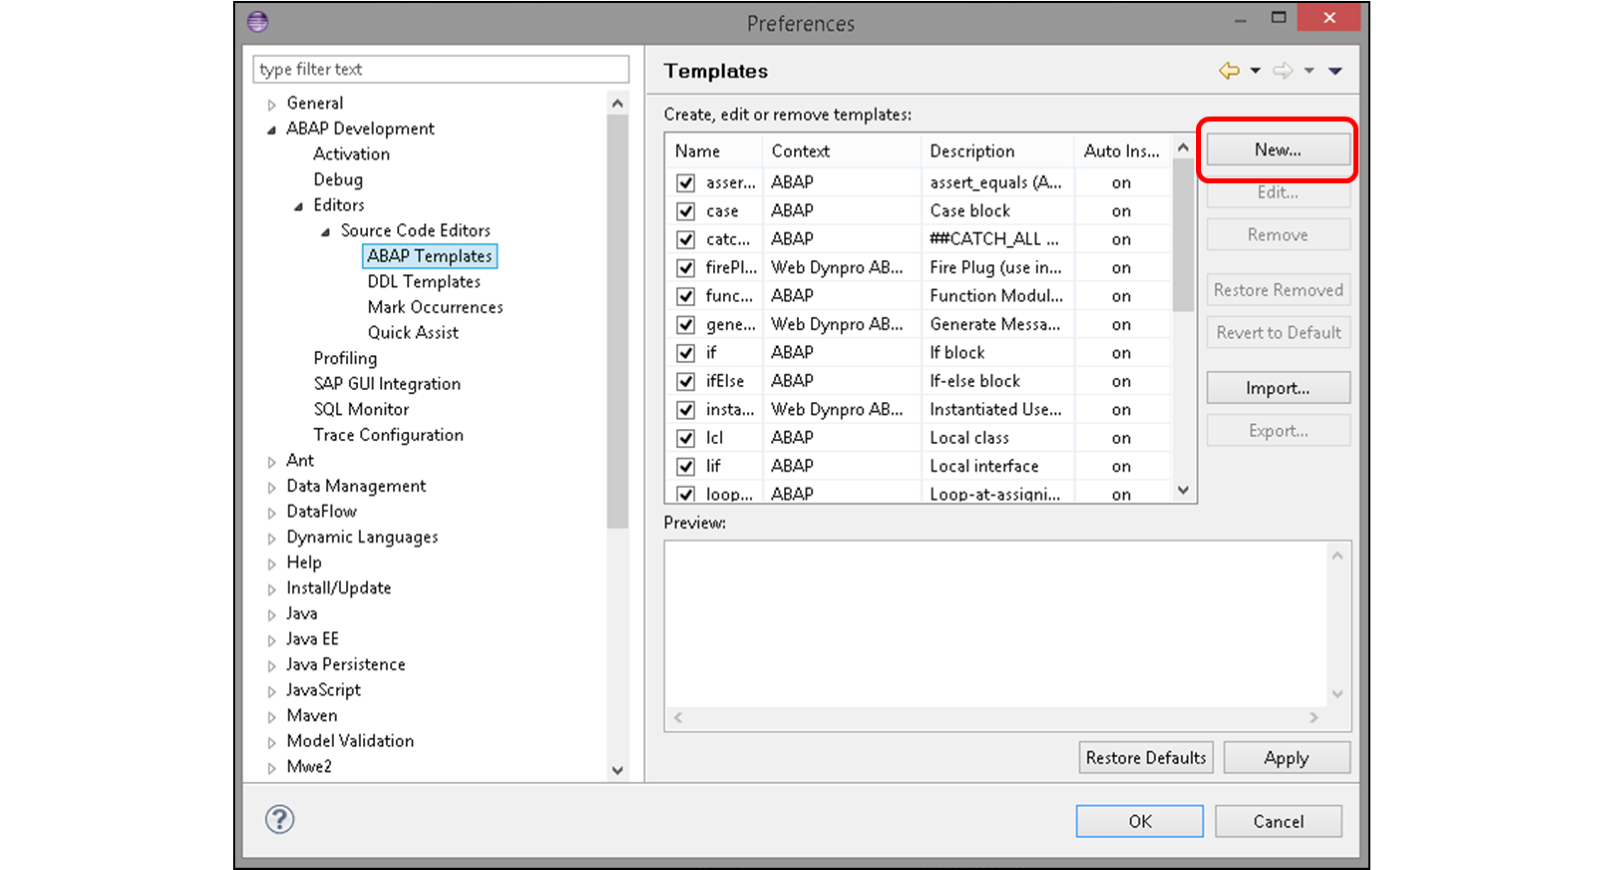 Preferences
type filter text
General
ABAP Development
Activation
Debug
Editors
Source Code Editors
ABAP Templates
DDL Templates
Mark Occurrences
Quick Assist
Profiling
SAP GUI Integration
SQL Monitor
Trace Configuration
Ant
Data Management
DataFlow
Dynamic Languages
Help
Install/Update
Java
Java EE
Java Persistence
JavaScript
Maven
Model Validation
Mwe2
Templates
Create, edit or remove templates:
Name Context Description Auto Ins...
asser... ABAP assert_equals (A... on
case ABAP Case block on
catc... ABAP ##CATCH_ALL ... on
firePl... Web Dynpro AB... Fire Plug (use in... on
func... ABAP Function Modul... on
gene... Web Dynpro AB... Generate Messa... on
if ABAP If block on
ifElse ABAP If-else block on
insta... Web Dynpro AB... Instantiated Use... on
lcl ABAP Local class on
lif ABAP Local interface on
loop... ABAP Loop-at-assigni... on
New...
Edit...
Remove
Restore Removed
Revert to Default
Import...
Export...
Preview:
Restore Defaults Apply
? OK Cancel